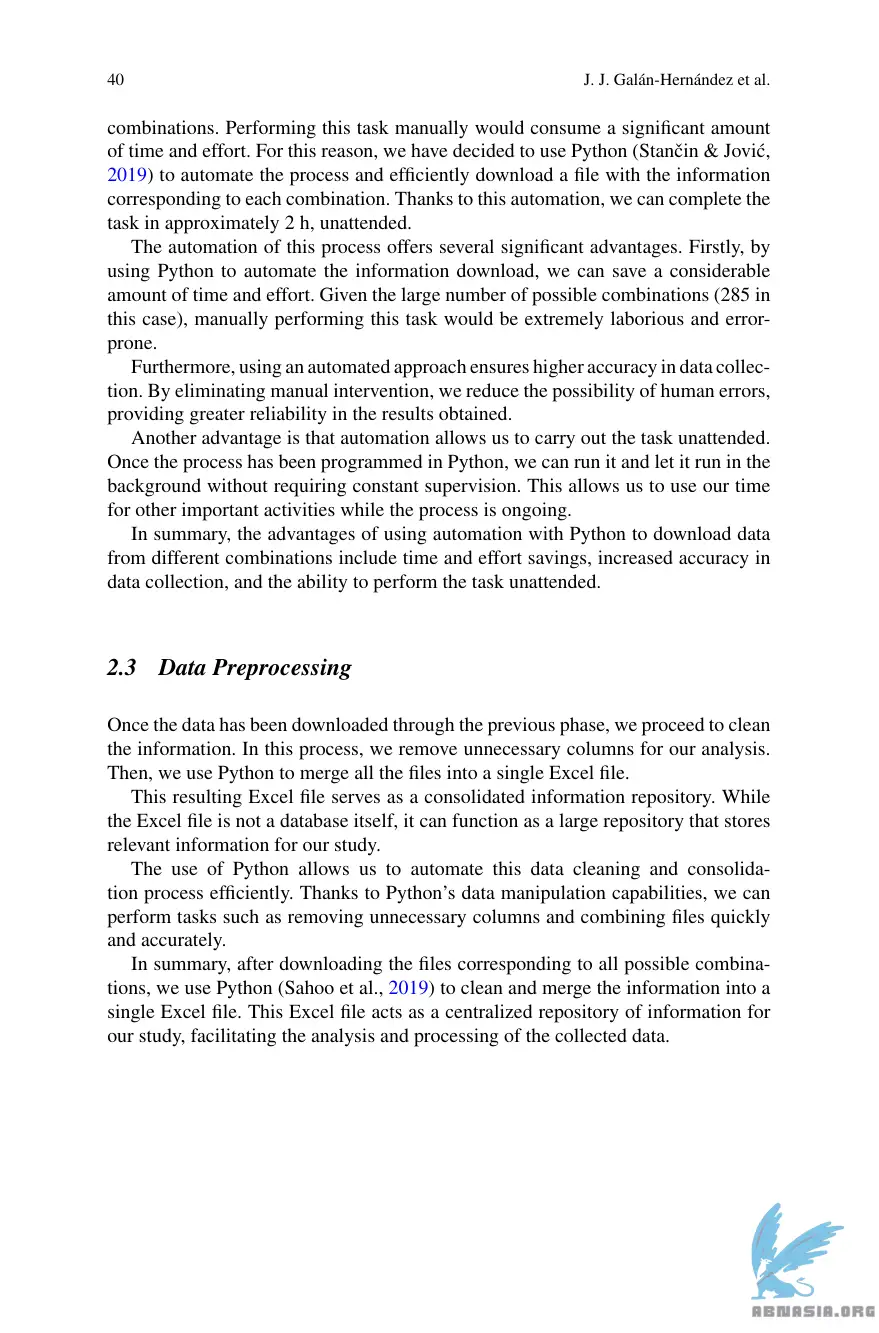 40
J. J. Galán-Hernández et al.
combinations. Performing this task manually would consume a significant amount
of time and effort. For this reason, we have decided to use Python (Stančin & Jović,
2019) to automate the process and efficiently download a file with the information
corresponding to each combination. Thanks to this automation, we can complete the
task in approximately 2 h, unattended.
The automation of this process offers several significant advantages. Firstly, by
using Python to automate the information download, we can save a considerable
amount of time and effort. Given the large number of possible combinations (285 in
this case), manually performing this task would be extremely laborious and error-
prone.
Furthermore, using an automated approach ensures higher accuracy in data collec-
tion. By eliminating manual intervention, we reduce the possibility of human errors,
providing greater reliability in the results obtained.
Another advantage is that automation allows us to carry out the task unattended.
Once the process has been programmed in Python, we can run it and let it run in the
background without requiring constant supervision. This allows us to use our time
for other important activities while the process is ongoing.
In summary, the advantages of using automation with Python to download data
from different combinations include time and effort savings, increased accuracy in
data collection, and the ability to perform the task unattended.
2.3 Data Preprocessing
Once the data has been downloaded through the previous phase, we proceed to clean
the information. In this process, we remove unnecessary columns for our analysis.
Then, we use Python to merge all the files into a single Excel file.
This resulting Excel file serves as a consolidated information repository. While
the Excel file is not a database itself, it can function as a large repository that stores
relevant information for our study.
The use of Python allows us to automate this data cleaning and consolida-
tion process efficiently. Thanks to Python's data manipulation capabilities, we can
perform tasks such as removing unnecessary columns and combining files quickly
and accurately.
In summary, after downloading the files corresponding to all possible combina-
tions, we use Python (Sahoo et al., 2019) to clean and merge the information into a
single Excel file. This Excel file acts as a centralized repository of information for
our study, facilitating the analysis and processing of the collected data.
ABNASIA.ORG